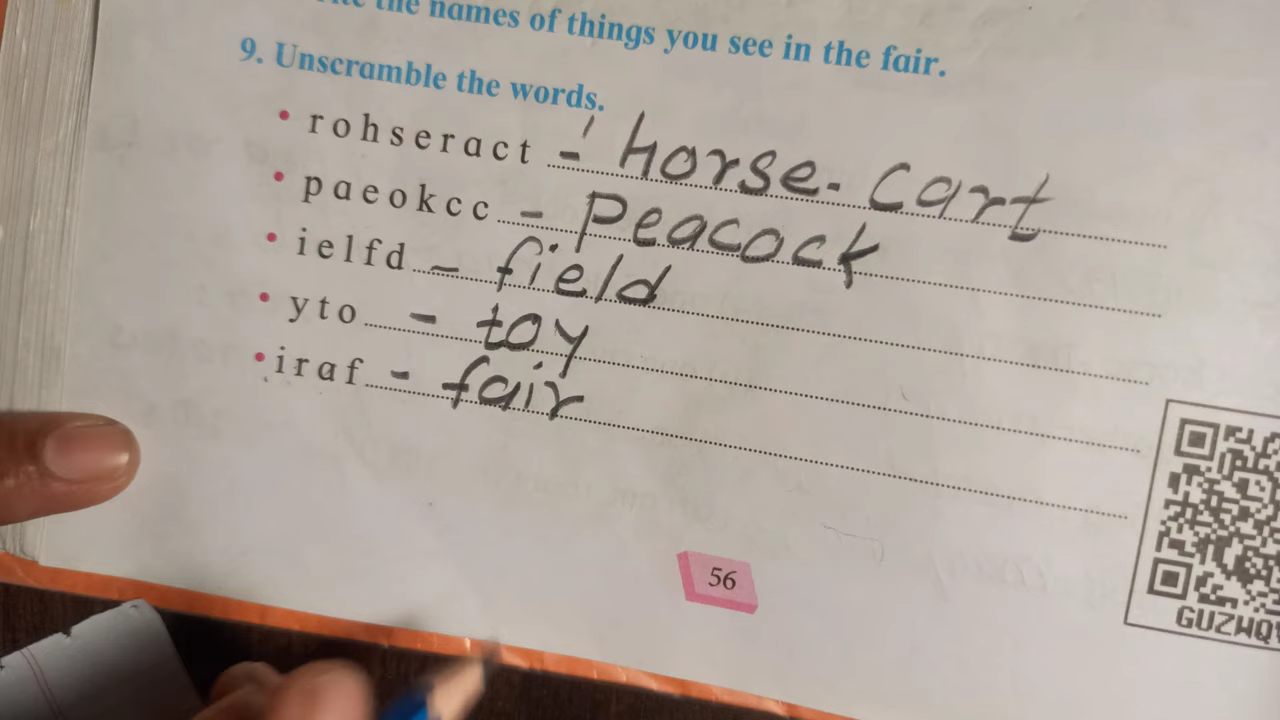 the names of things you see in the fair.
9. Unscramble the words.
• rohseract - horse-cart
• paeokcc - Peacock
• ielfd - field
• yto - toy
• iraf - fair
56